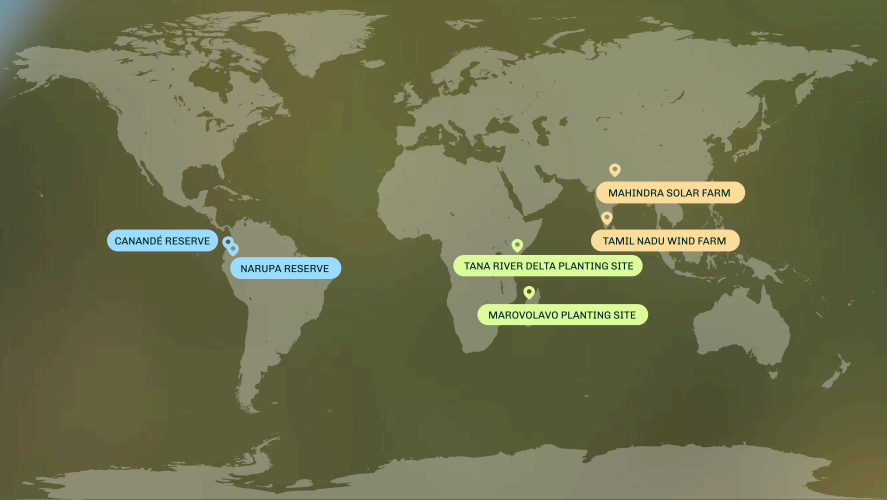 MAHINDRA SOLAR FARM
CANANDÉ RESERVE
TAMIL NADU WIND FARM
NARUPA RESERVE
TANA RIVER DELTA PLANTING SITE
MAROVOLAVO PLANTING SITE